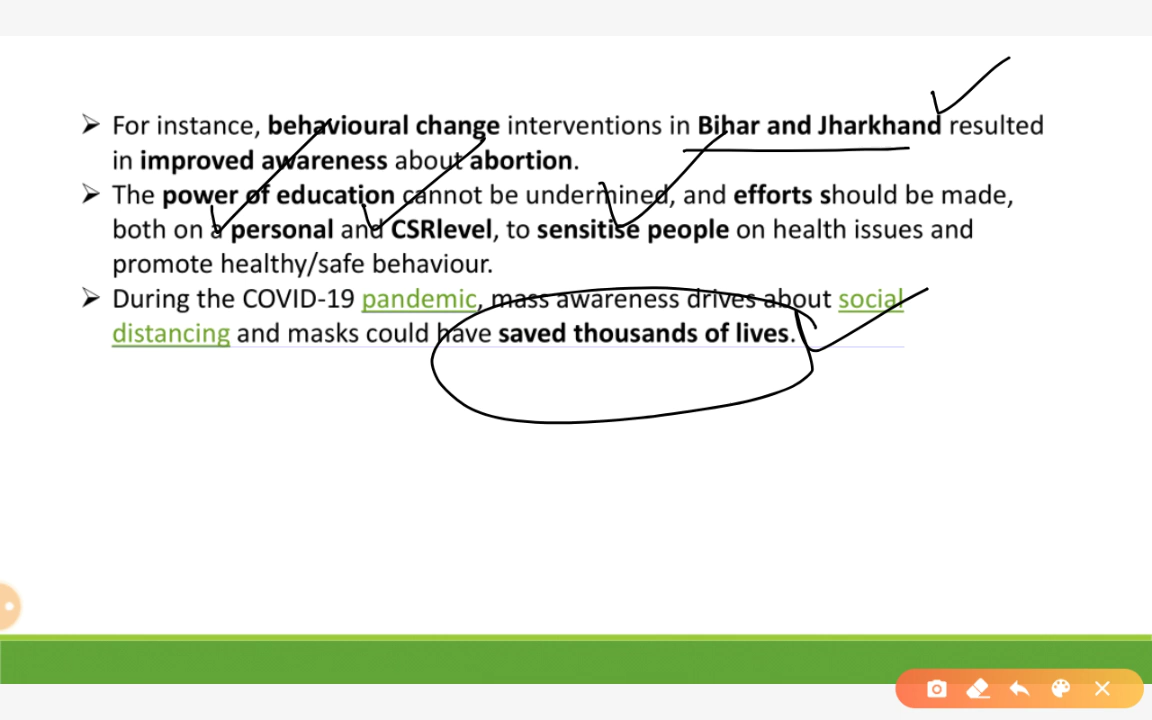 ➢ For instance, behavioural change interventions in Bihar and Jharkhand resulted
in improved awareness about abortion.
➢ The power of education cannot be undermined, and efforts should be made,
both on a personal and CSRlevel, to sensitise people on health issues and
promote healthy/safe behaviour.
➢ During the COVID-19 pandemic, mass awareness drives about social
distancing and masks could have saved thousands of lives.